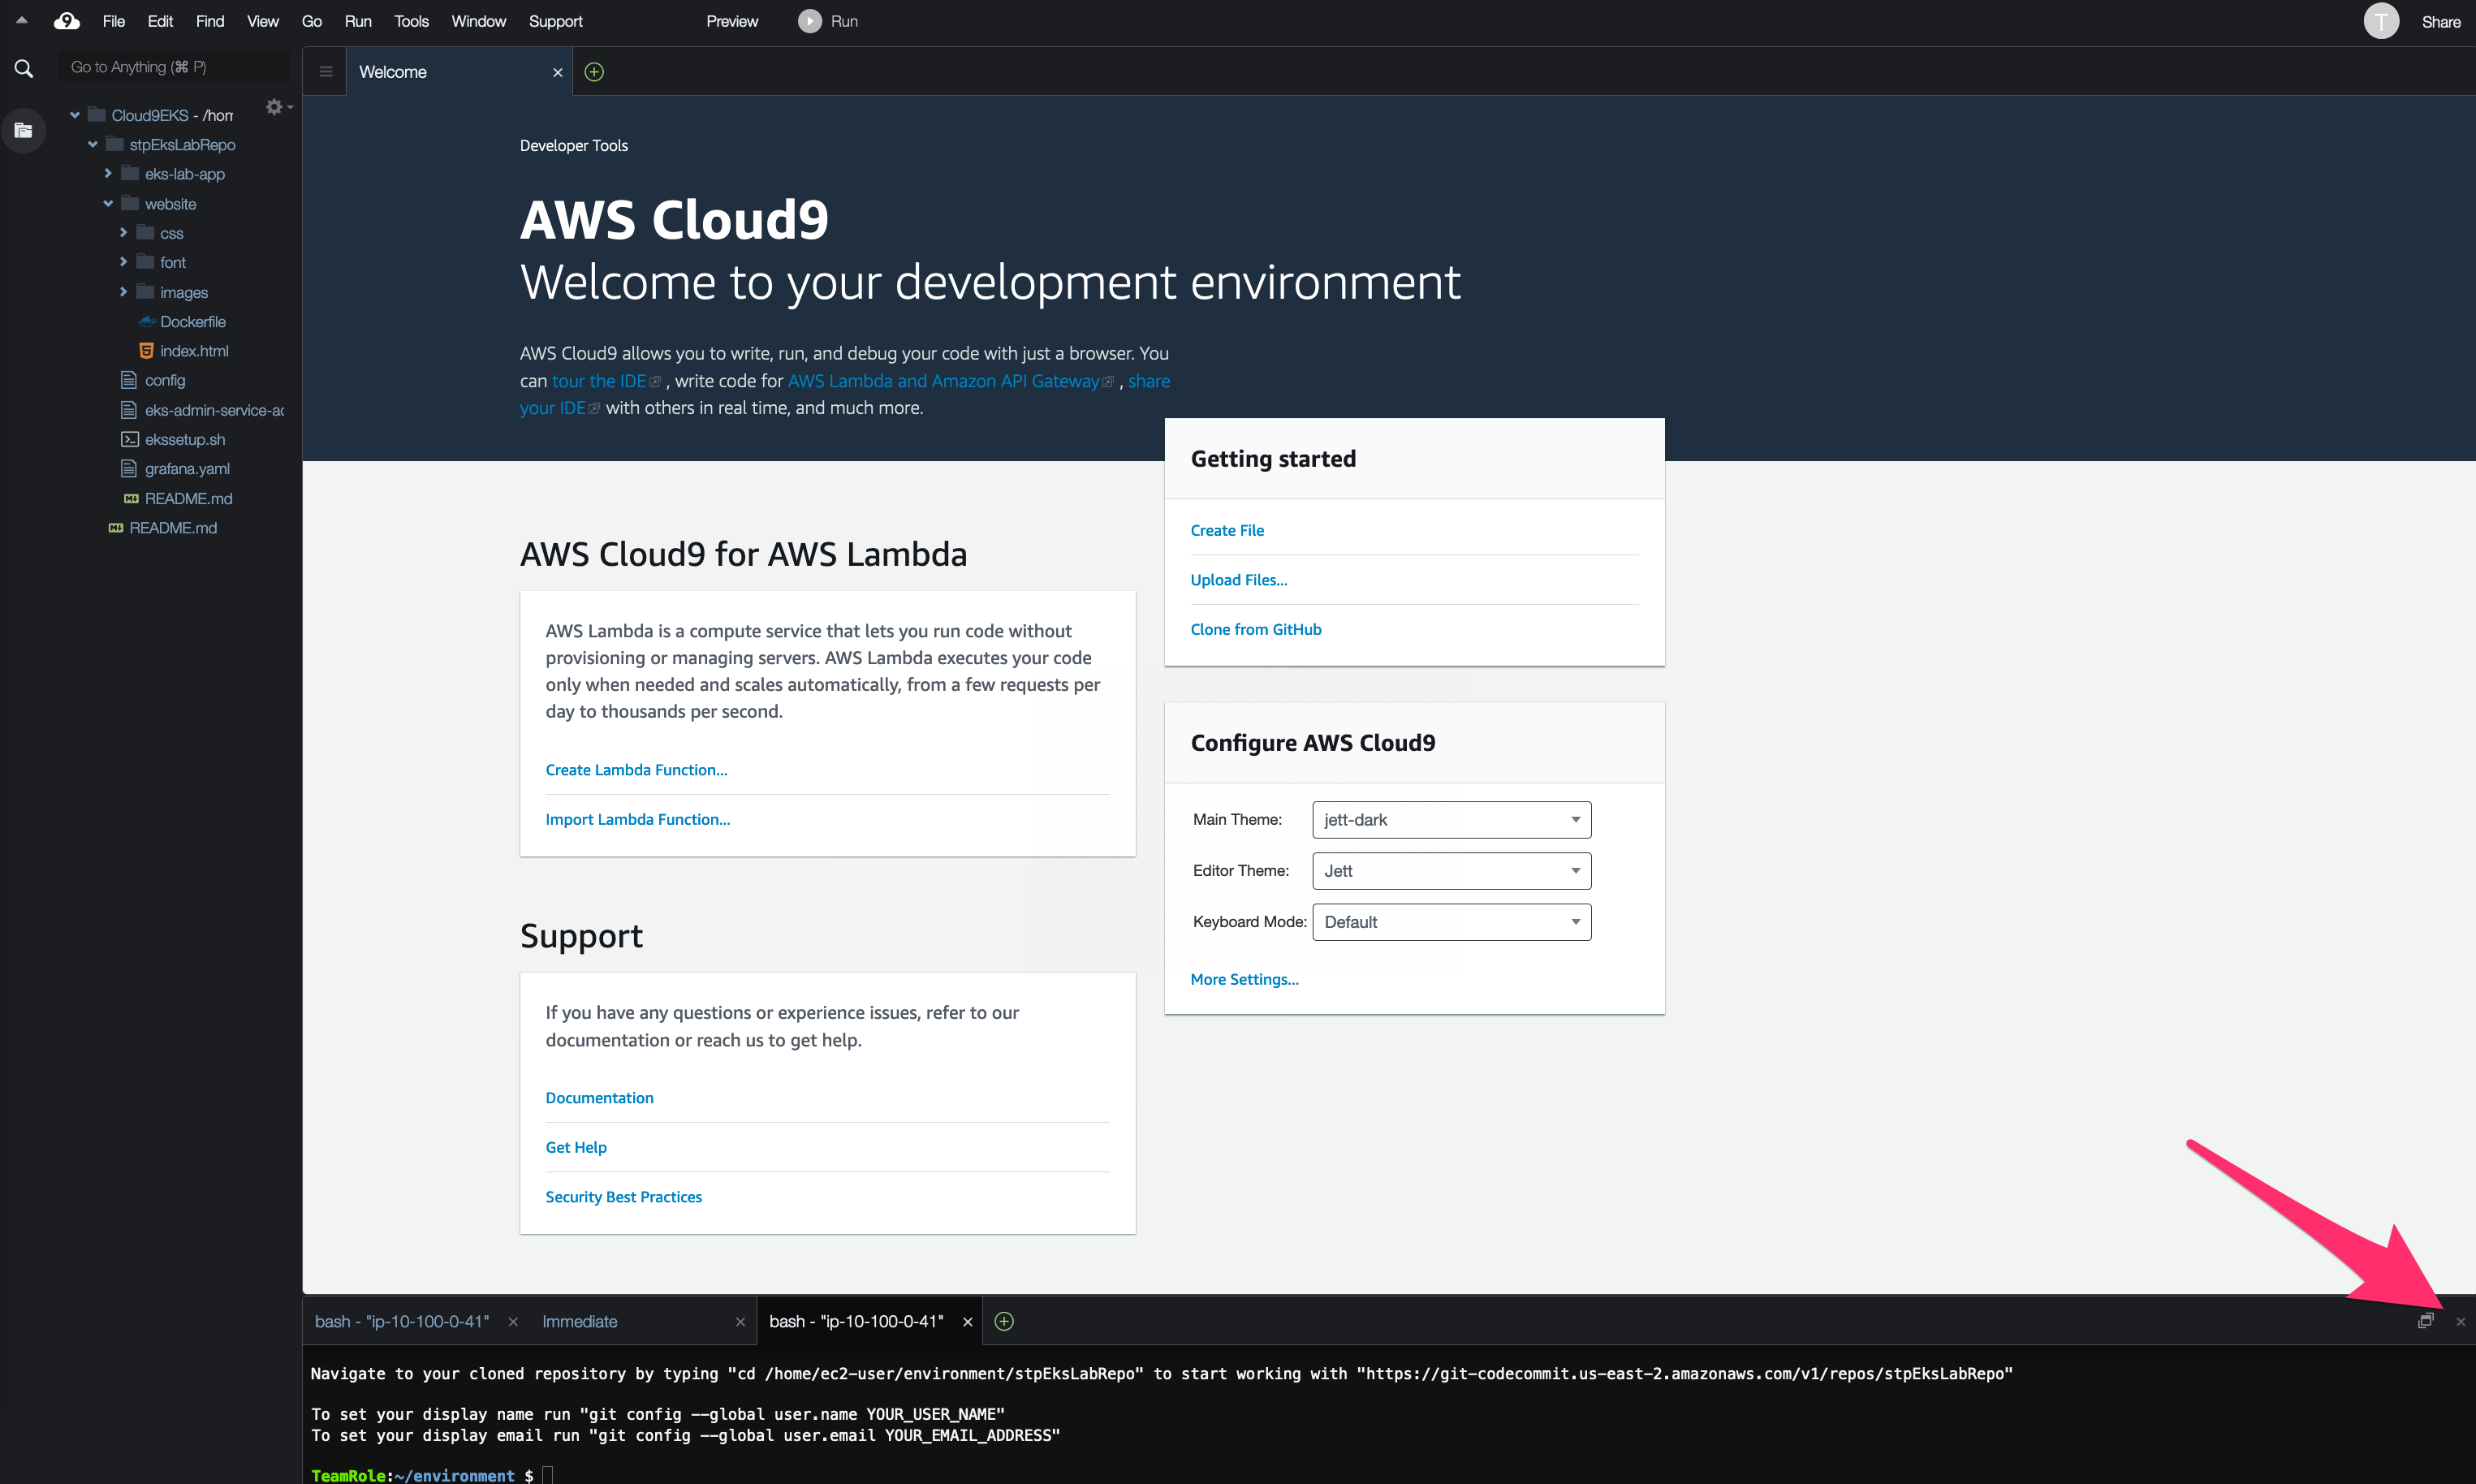 File Edit Find View Go Run Tools Window Support Preview Run T Share
Go to Anything (⌘ P)
Welcome
Cloud9EKS - /hom
stpEksLabRepo
eks-lab-app
website
css
font
images
Dockerfile
index.html
config
eks-admin-service-ac
ekssetup.sh
grafana.yaml
README.md
README.md
Developer Tools
AWS Cloud9
Welcome to your development environment
AWS Cloud9 allows you to write, run, and debug your code with just a browser. You
can tour the IDE , write code for AWS Lambda and Amazon API Gateway , share
your IDE with others in real time, and much more.
Getting started
Create File
Upload Files...
Clone from GitHub
AWS Cloud9 for AWS Lambda
AWS Lambda is a compute service that lets you run code without
provisioning or managing servers. AWS Lambda executes your code
only when needed and scales automatically, from a few requests per
day to thousands per second.
Create Lambda Function...
Import Lambda Function...
Configure AWS Cloud9
Main Theme: jett-dark
Editor Theme: Jett
Keyboard Mode: Default
More Settings...
Support
If you have any questions or experience issues, refer to our
documentation or reach us to get help.
Documentation
Get Help
Security Best Practices
bash - "ip-10-100-0-41" Immediate bash - "ip-10-100-0-41"
Navigate to your cloned repository by typing "cd /home/ec2-user/environment/stpEksLabRepo" to start working with "https://git-codecommit.us-east-2.amazonaws.com/v1/repos/stpEksLabRepo"
To set your display name run "git config --global user.name YOUR_USER_NAME"
To set your display email run "git config --global user.email YOUR_EMAIL_ADDRESS"
TeamRole:~/environment $